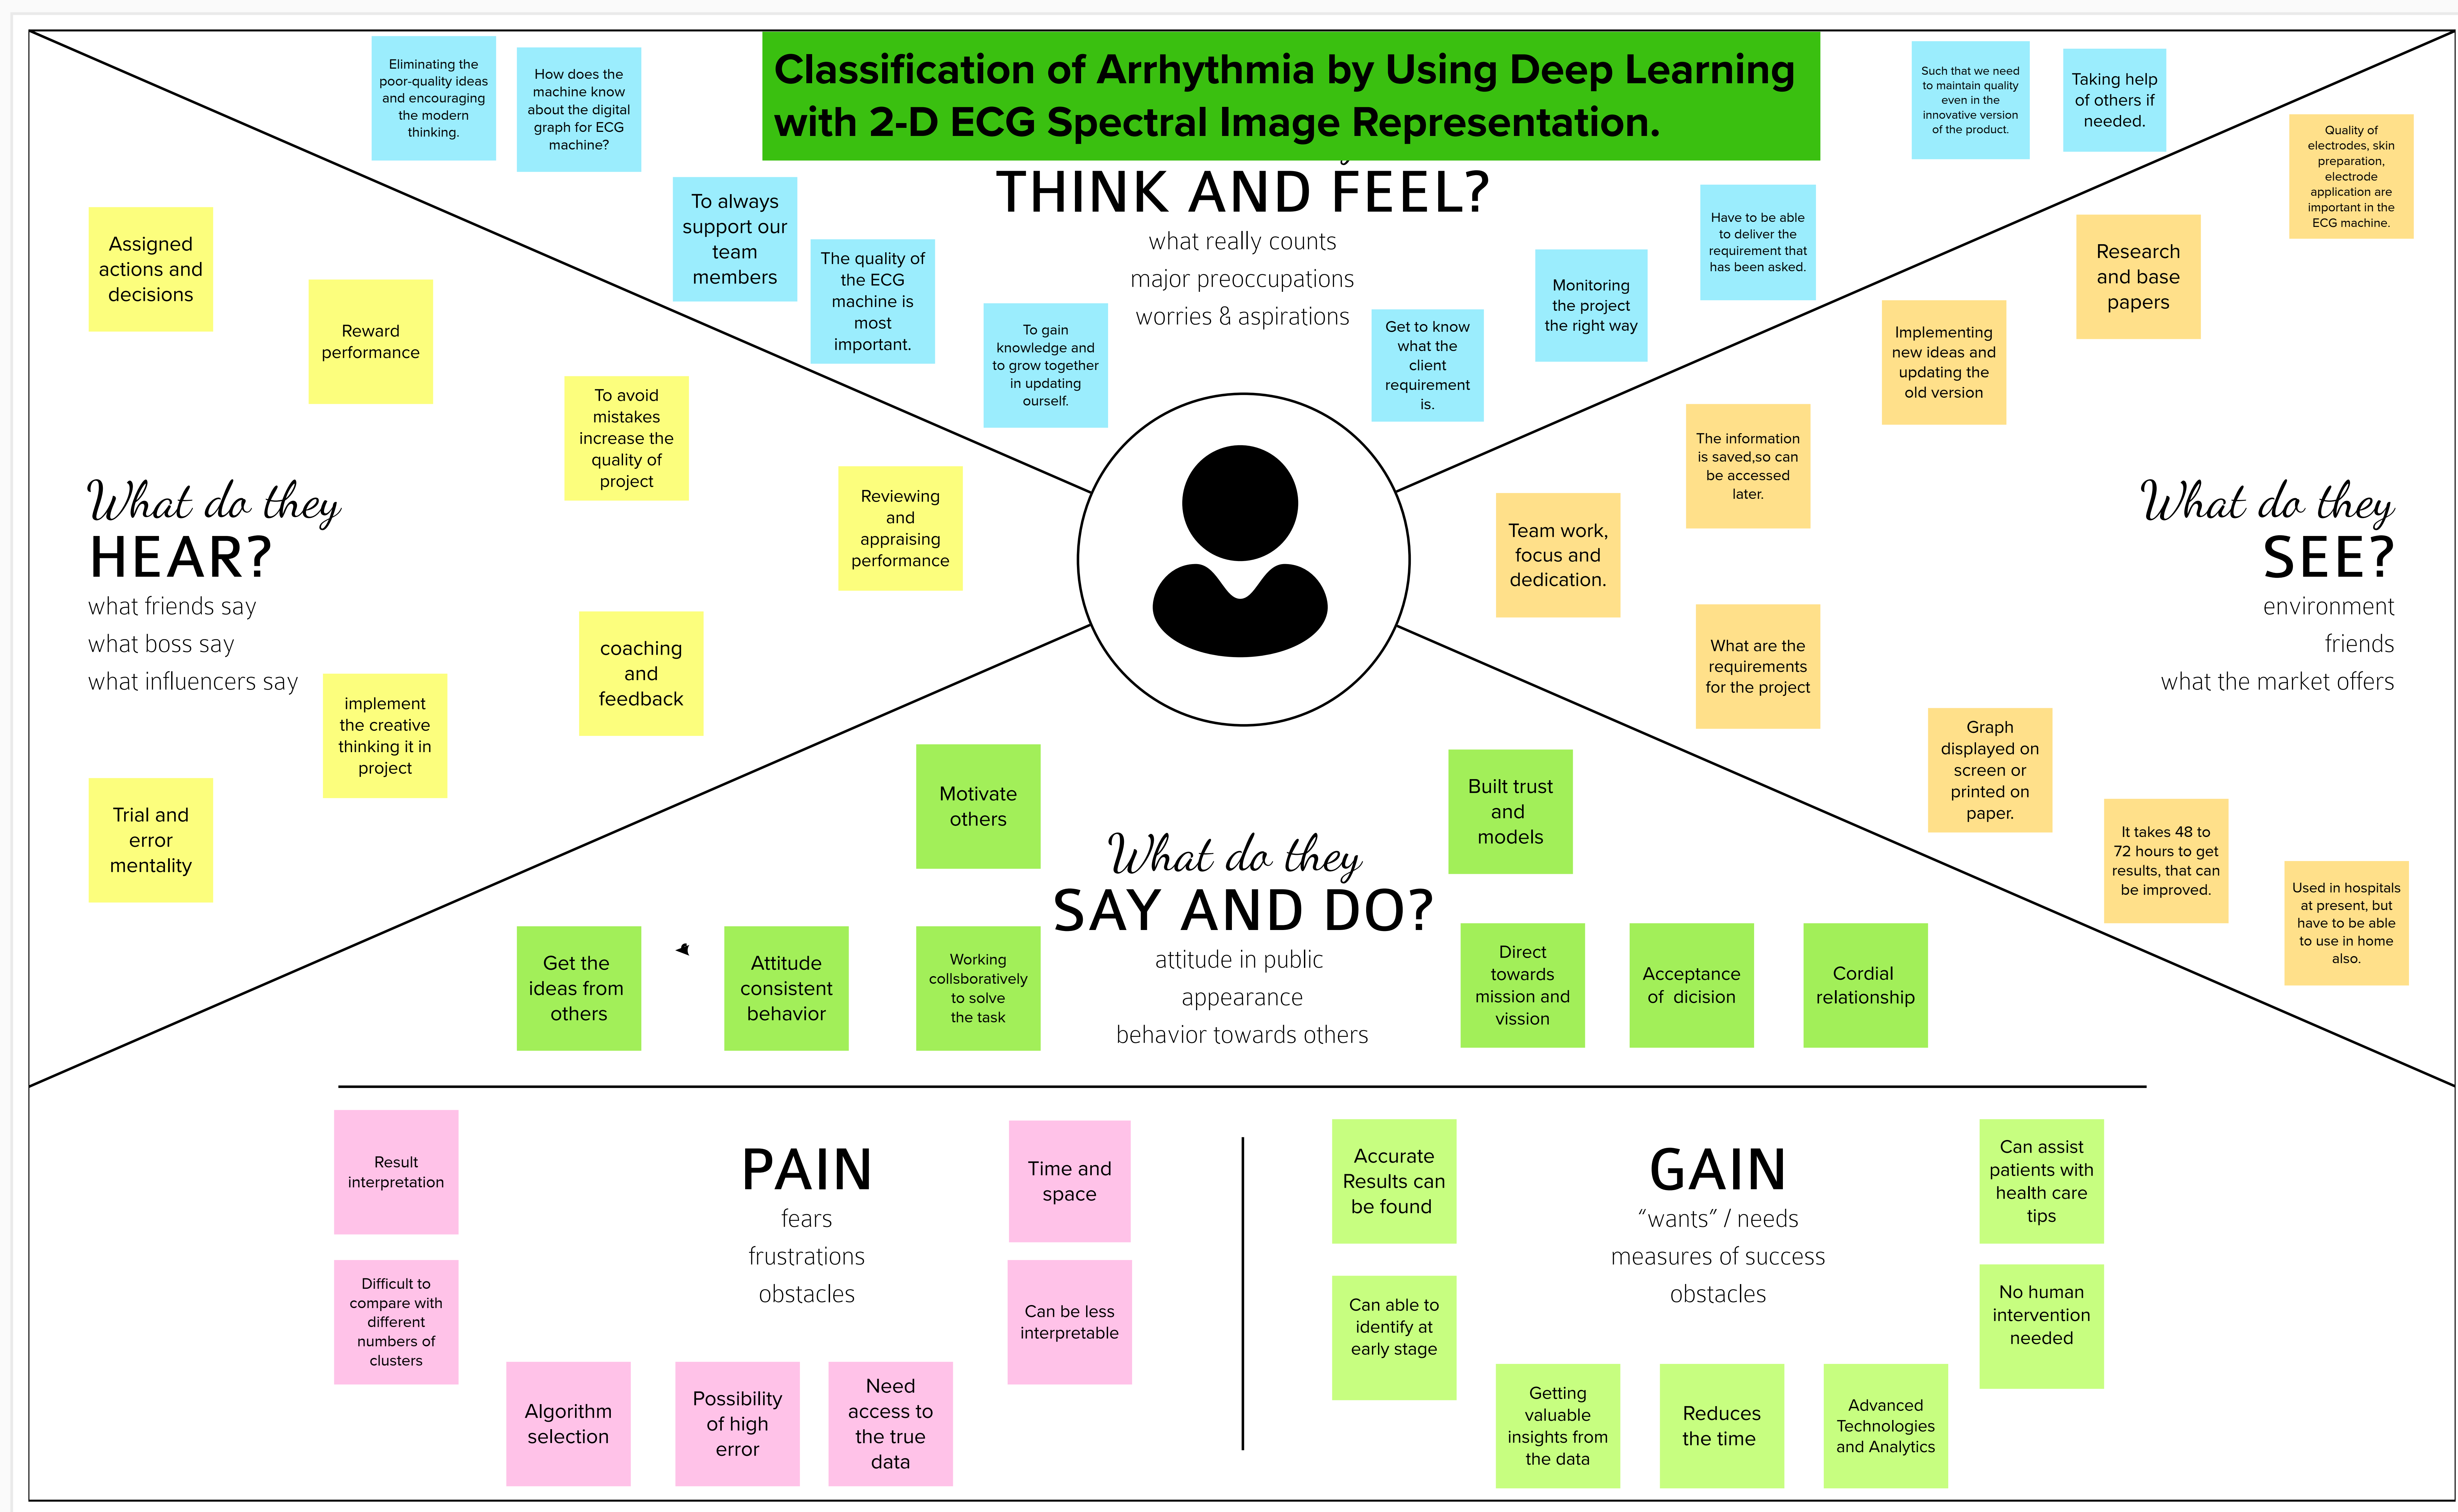 Classification of Arrhythmia by Using Deep Learning
with 2-D ECG Spectral Image Representation.
THINK AND FEEL?
what really counts
major preoccupations
worries & aspirations
Eliminating the
poor-quality ideas
and encouraging
the modern
thinking.
How does the
machine know
about the digital
graph for ECG
machine?
To always
support our
team
members
The quality of
the ECG
machine is
most
important.
To gain
knowledge and
to grow together
in updating
ourself.
Get to know
what the
client
requirement
is.
Monitoring
the project
the right way
Have to be able
to deliver the
requirement that
has been asked.
Such that we need
to maintain quality
even in the
innovative version
of the product.
Taking help
of others if
needed.
What do they
HEAR?
what friends say
what boss say
what influencers say
Assigned
actions and
decisions
Reward
performance
To avoid
mistakes
increase the
quality of
project
Reviewing
and
appraising
performance
coaching
and
feedback
implement
the creative
thinking it in
project
Trial and
error
mentality
What do they
SEE?
environment
friends
what the market offers
Quality of
electrodes, skin
preparation,
electrode
application are
important in the
ECG machine.
Research
and base
papers
Implementing
new ideas and
updating the
old version
The information
is saved,so can
be accessed
later.
Team work,
focus and
dedication.
What are the
requirements
for the project
Graph
displayed on
screen or
printed on
paper.
It takes 48 to
72 hours to get
results, that can
be improved.
Used in hospitals
at present, but
have to be able
to use in home
also.
What do they
SAY AND DO?
attitude in public
appearance
behavior towards others
Motivate
others
Built trust
and
models
Get the
ideas from
others
Attitude
consistent
behavior
Working
collsboratively
to solve
the task
Direct
towards
mission and
vission
Acceptance
of dicision
Cordial
relationship
PAIN
fears
frustrations
obstacles
Result
interpretation
Difficult to
compare with
different
numbers of
clusters
Algorithm
selection
Possibility
of high
error
Need
access to
the true
data
Time and
space
Can be less
interpretable
GAIN
“wants” / needs
measures of success
obstacles
Accurate
Results can
be found
Can able to
identify at
early stage
Getting
valuable
insights from
the data
Reduces
the time
Advanced
Technologies
and Analytics
Can assist
patients with
health care
tips
No human
intervention
needed